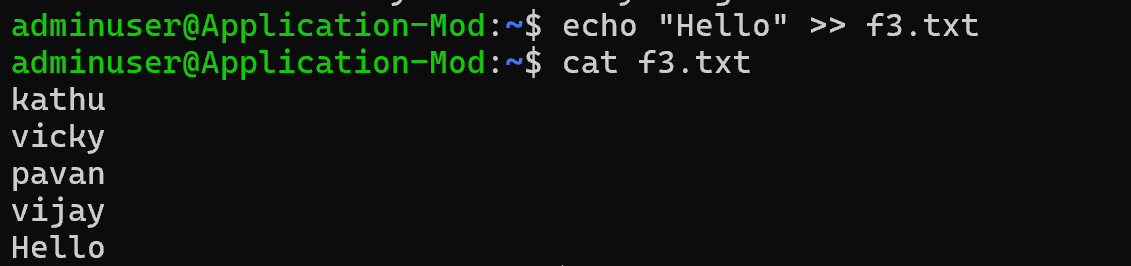 adminuser@Application-Mod:~$ echo "Hello" >> f3.txt
adminuser@Application-Mod:~$ cat f3.txt
kathu
vicky
pavan
vijay
Hello